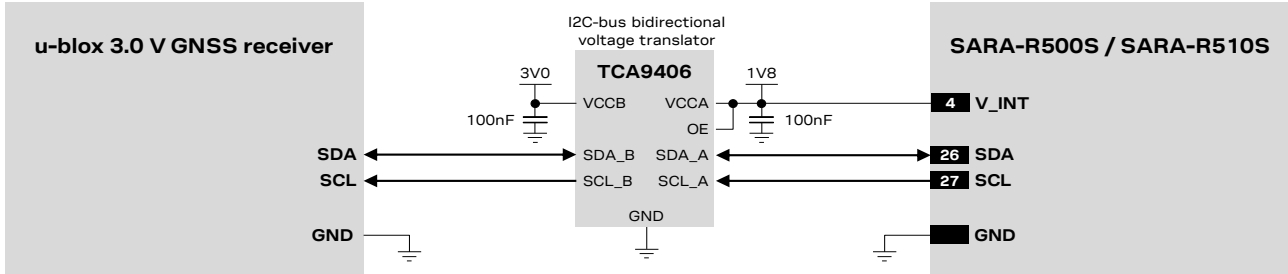 I2C-bus bidirectional
voltage translator
u-blox 3.0 V GNSS receiver
TCA9406
SARA-R500S / SARA-R510S
3V0
1V8
VCCB
VCCA
4 V_INT
100nF
OE
100nF
SDA
SDA_B
SDA_A
26 SDA
SCL
SCL_B
SCL_A
27 SCL
GND
GND
GND